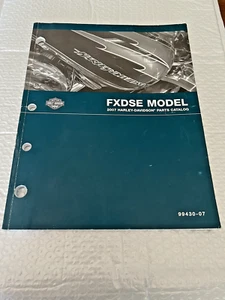 FXDSE MODEL
2007 HARLEY-DAVIDSON® PARTS CATALOG
99430-07